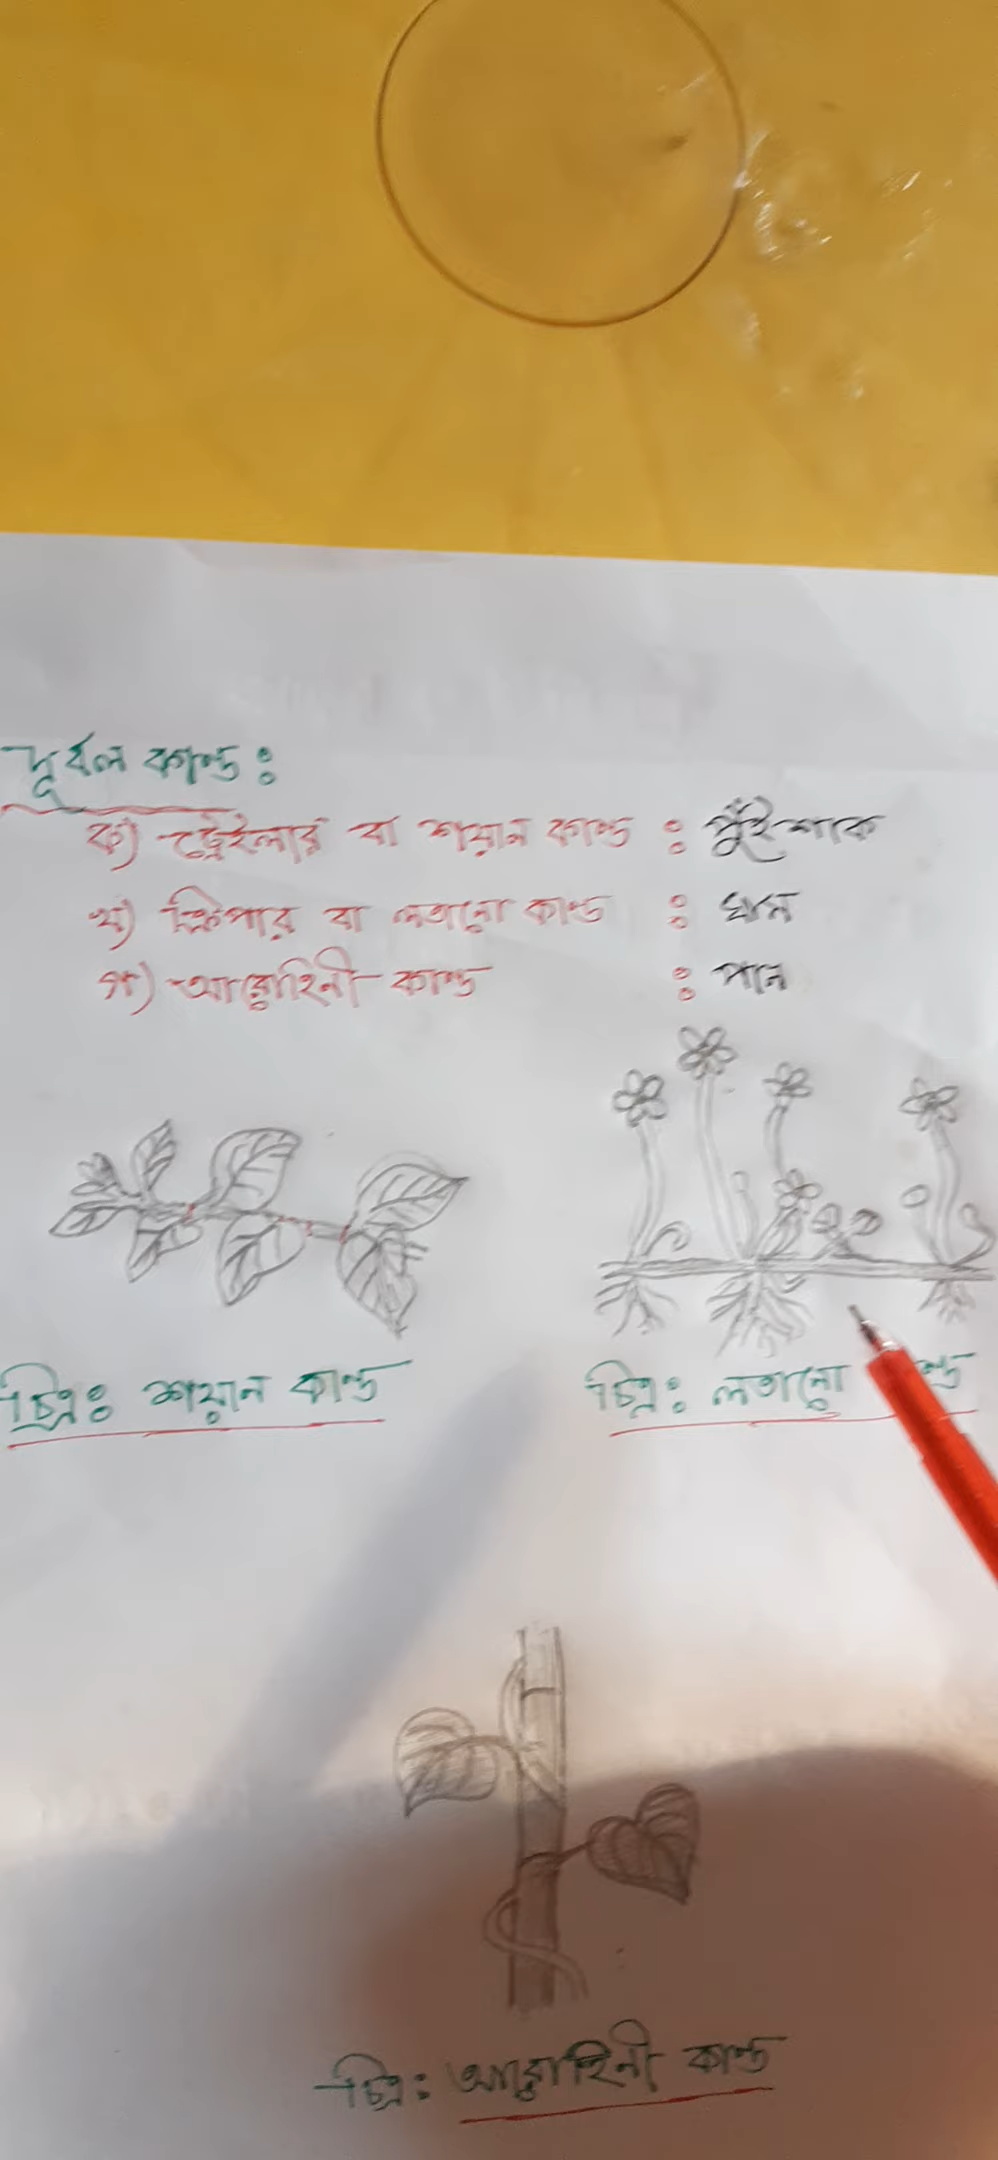 দূর্বল কান্ড :
ক) ট্রেইলার বা শয়ান কান্ড : পুঁইশাক
খ) ক্রিপার বা লতানো কান্ড : ঘাস
গ) আরোহিনী কান্ড : পান
চিত্র: শয়ান কান্ড
চিত্র: লতানো
চিত্র: আরোহিনী কান্ড